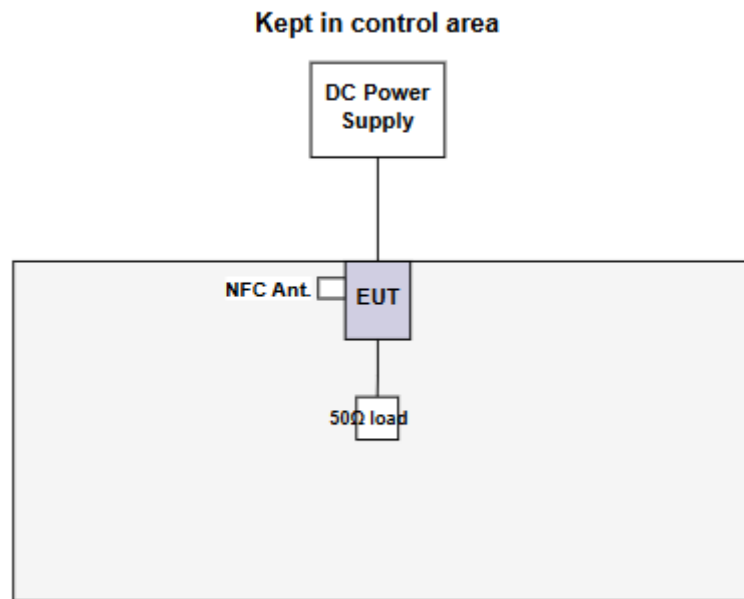 Kept in control area
DC Power
Supply
NFC Ant.
EUT
50Ω load